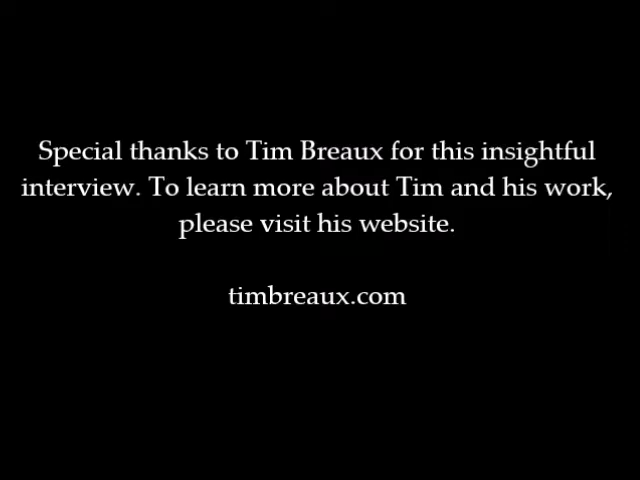 Special thanks to Tim Breaux for this insightful
interview. To learn more about Tim and his work,
please visit his website.
timbreaux.com